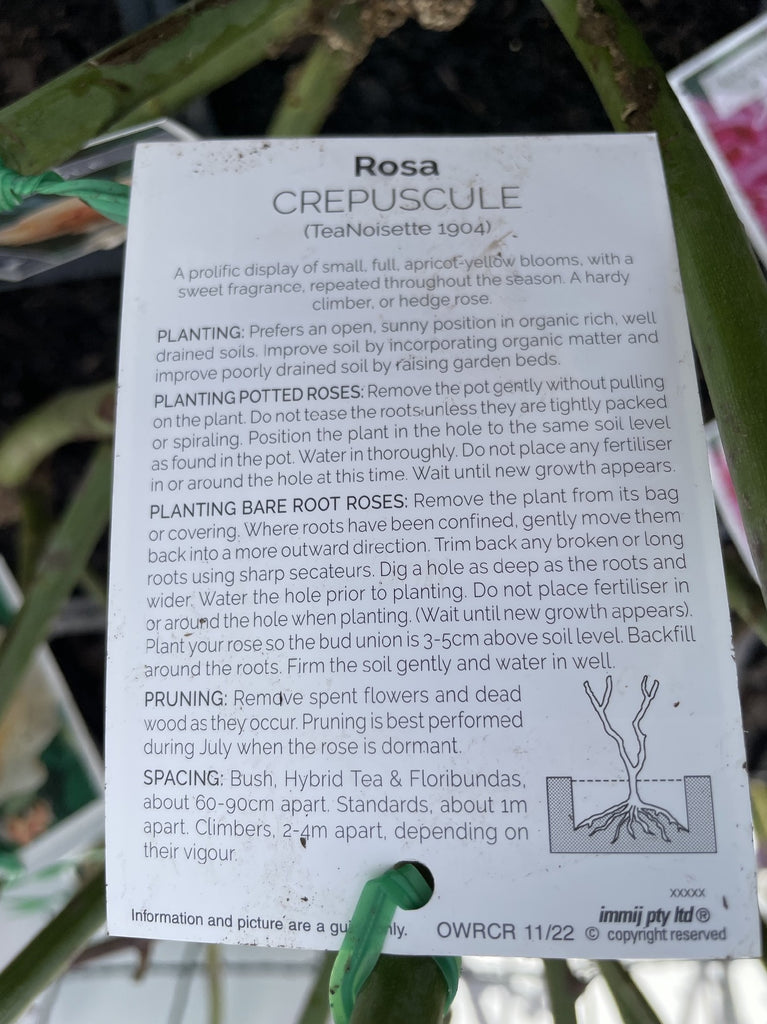 Rosa
CREPUSCULE
(TeaNoisette 1904)
A prolific display of small, full, apricot-yellow blooms, with a
sweet fragrance, repeated throughout the season. A hardy
climber, or hedge rose.
PLANTING: Prefers an open, sunny position in organic rich, well
drained soils. Improve soil by incorporating organic matter and
improve poorly drained soil by raising garden beds.
PLANTING POTTED ROSES: Remove the pot gently without pulling
on the plant. Do not tease the roots unless they are tightly packed
or spiraling. Position the plant in the hole to the same soil level
as found in the pot. Water in thoroughly. Do not place any fertiliser
in or around the hole at this time. Wait until new growth appears.
PLANTING BARE ROOT ROSES: Remove the plant from its bag
or covering. Where roots have been confined, gently move them
back into a more outward direction. Trim back any broken or long
roots using sharp secateurs. Dig a hole as deep as the roots and
wider. Water the hole prior to planting. Do not place fertiliser in
or around the hole when planting. (Wait until new growth appears).
Plant your rose so the bud union is 3-5cm above soil level. Backfill
around the roots. Firm the soil gently and water in well.
PRUNING: Remove spent flowers and dead
wood as they occur. Pruning is best performed
during July when the rose is dormant.
SPACING: Bush, Hybrid Tea & Floribundas,
about 60-90cm apart. Standards, about 1m
apart. Climbers, 2-4m apart, depending on
their vigour.
xxxxx
Information and picture are a gu nly. OWRCR 11/22 immij pty ltd ®
© copyright reserved